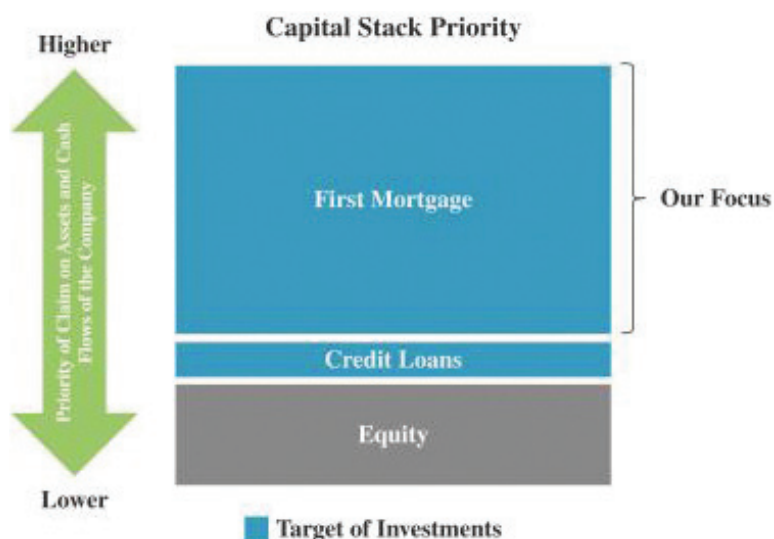 Capital Stack Priority
Higher
Priority of Claim on Assets and Cash
Flows of the Company
First Mortgage
Our Focus
Credit Loans
Equity
Lower
Target of Investments